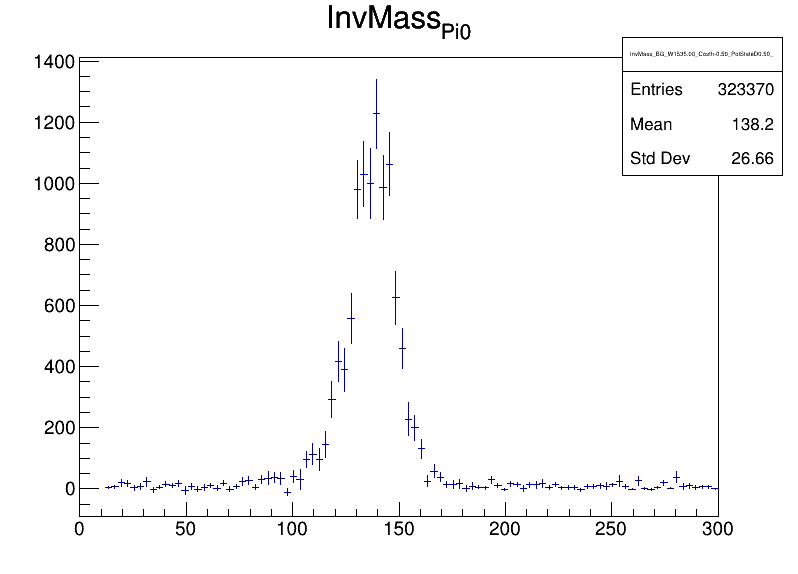 InvMass_Pi0
InvMass_BG_W1535.00_Costh-0.50_PolStateD0.50_
Entries 323370
Mean 138.2
Std Dev 26.66
1400
1200
1000
800
600
400
200
0
0 50 100 150 200 250 300